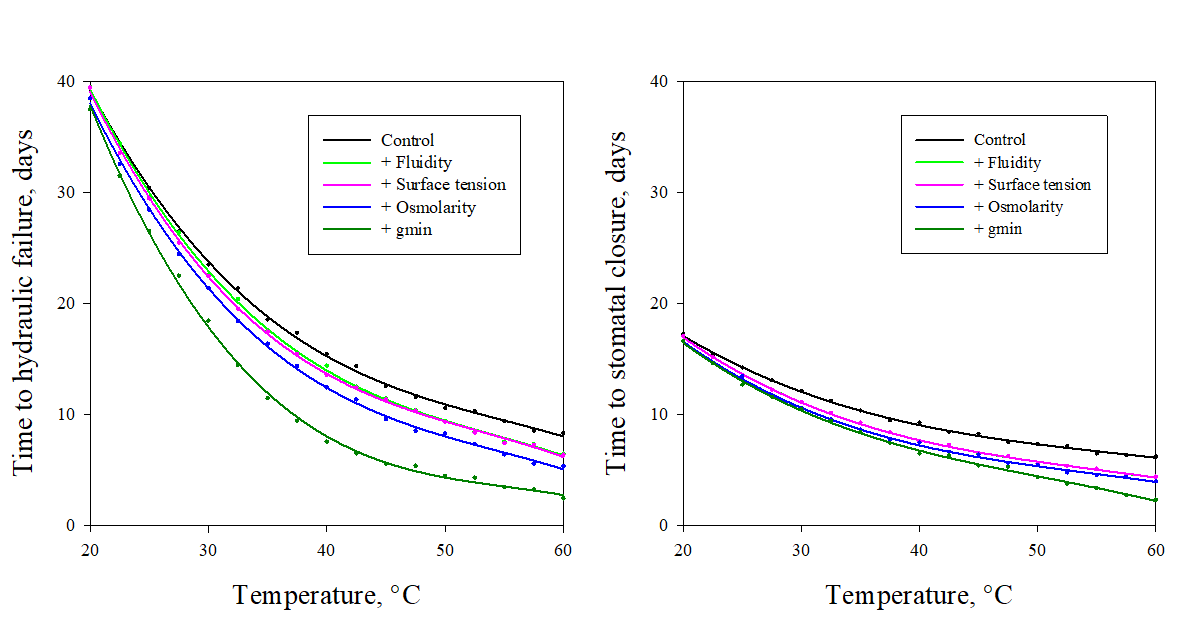 Time to hydraulic failure, days
40
30
20
10
0
20
30
40
50
60
Temperature, °C
Control
+ Fluidity
+ Surface tension
+ Osmolarity
+ gmin
Time to stomatal closure, days
40
30
20
10
0
20
30
40
50
60
Temperature, °C
Control
+ Fluidity
+ Surface tension
+ Osmolarity
+ gmin